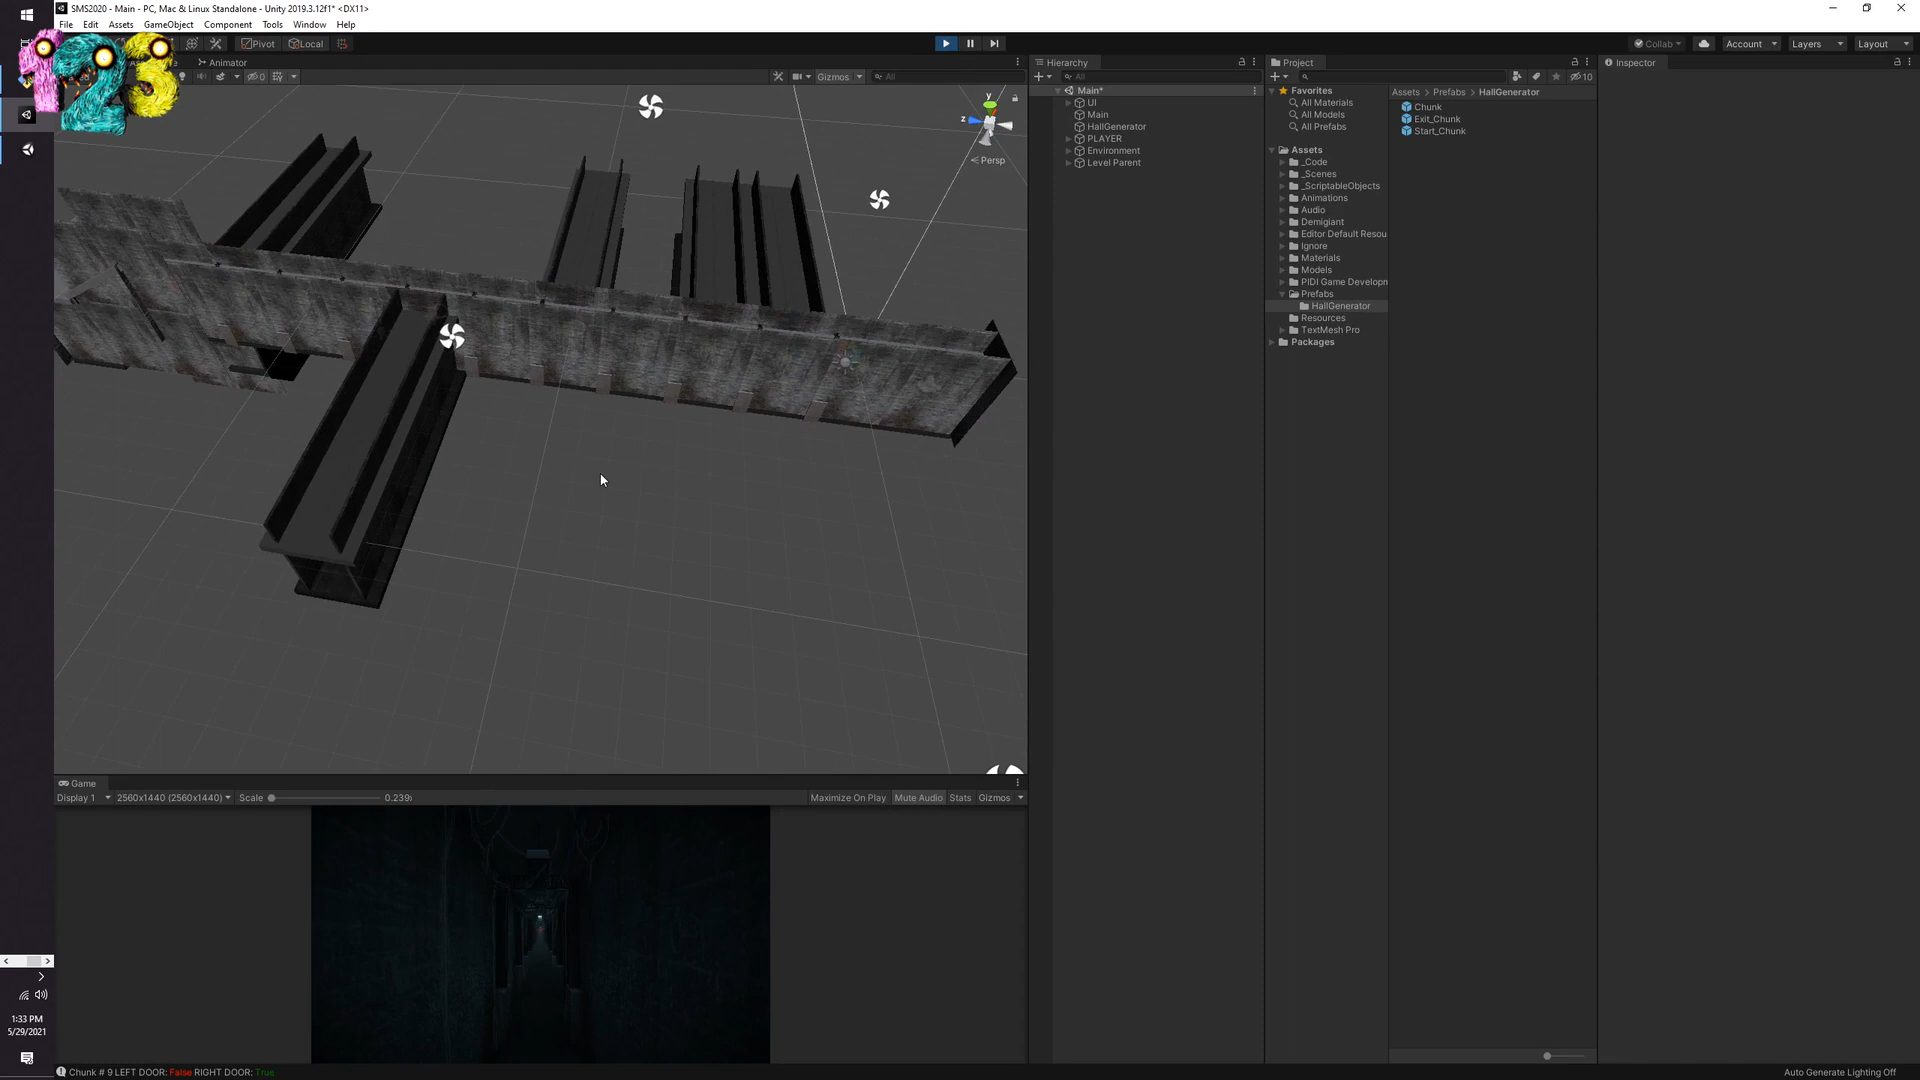 SMS2020 - Main - PC, Mac & Linux Standalone - Unity 2019.3.12f1* <DX11>
File Edit Assets GameObject Component Tools Window Help
123
Pivot Local
Collab Account Layers Layout
Animator
Gizmos All
0
y
z
Persp
Hierarchy
All
Main*
UI
Main
HallGenerator
PLAYER
Environment
Level Parent
Project
10
Favorites
All Materials
All Models
All Prefabs
Assets
_Code
_Scenes
_ScriptableObjects
Animations
Audio
Demigiant
Editor Default Resou
Ignore
Materials
Models
PIDI Game Developn
Prefabs
HallGenerator
Resources
TextMesh Pro
Packages
Assets Prefabs HallGenerator
Chunk
Exit_Chunk
Start_Chunk
Inspector
Game
Display 1 2560x1440 (2560x1440) Scale 0.239 Maximize On Play Mute Audio Stats Gizmos
1:33 PM
5/29/2021
Chunk # 9 LEFT DOOR: False RIGHT DOOR: True
Auto Generate Lighting Off